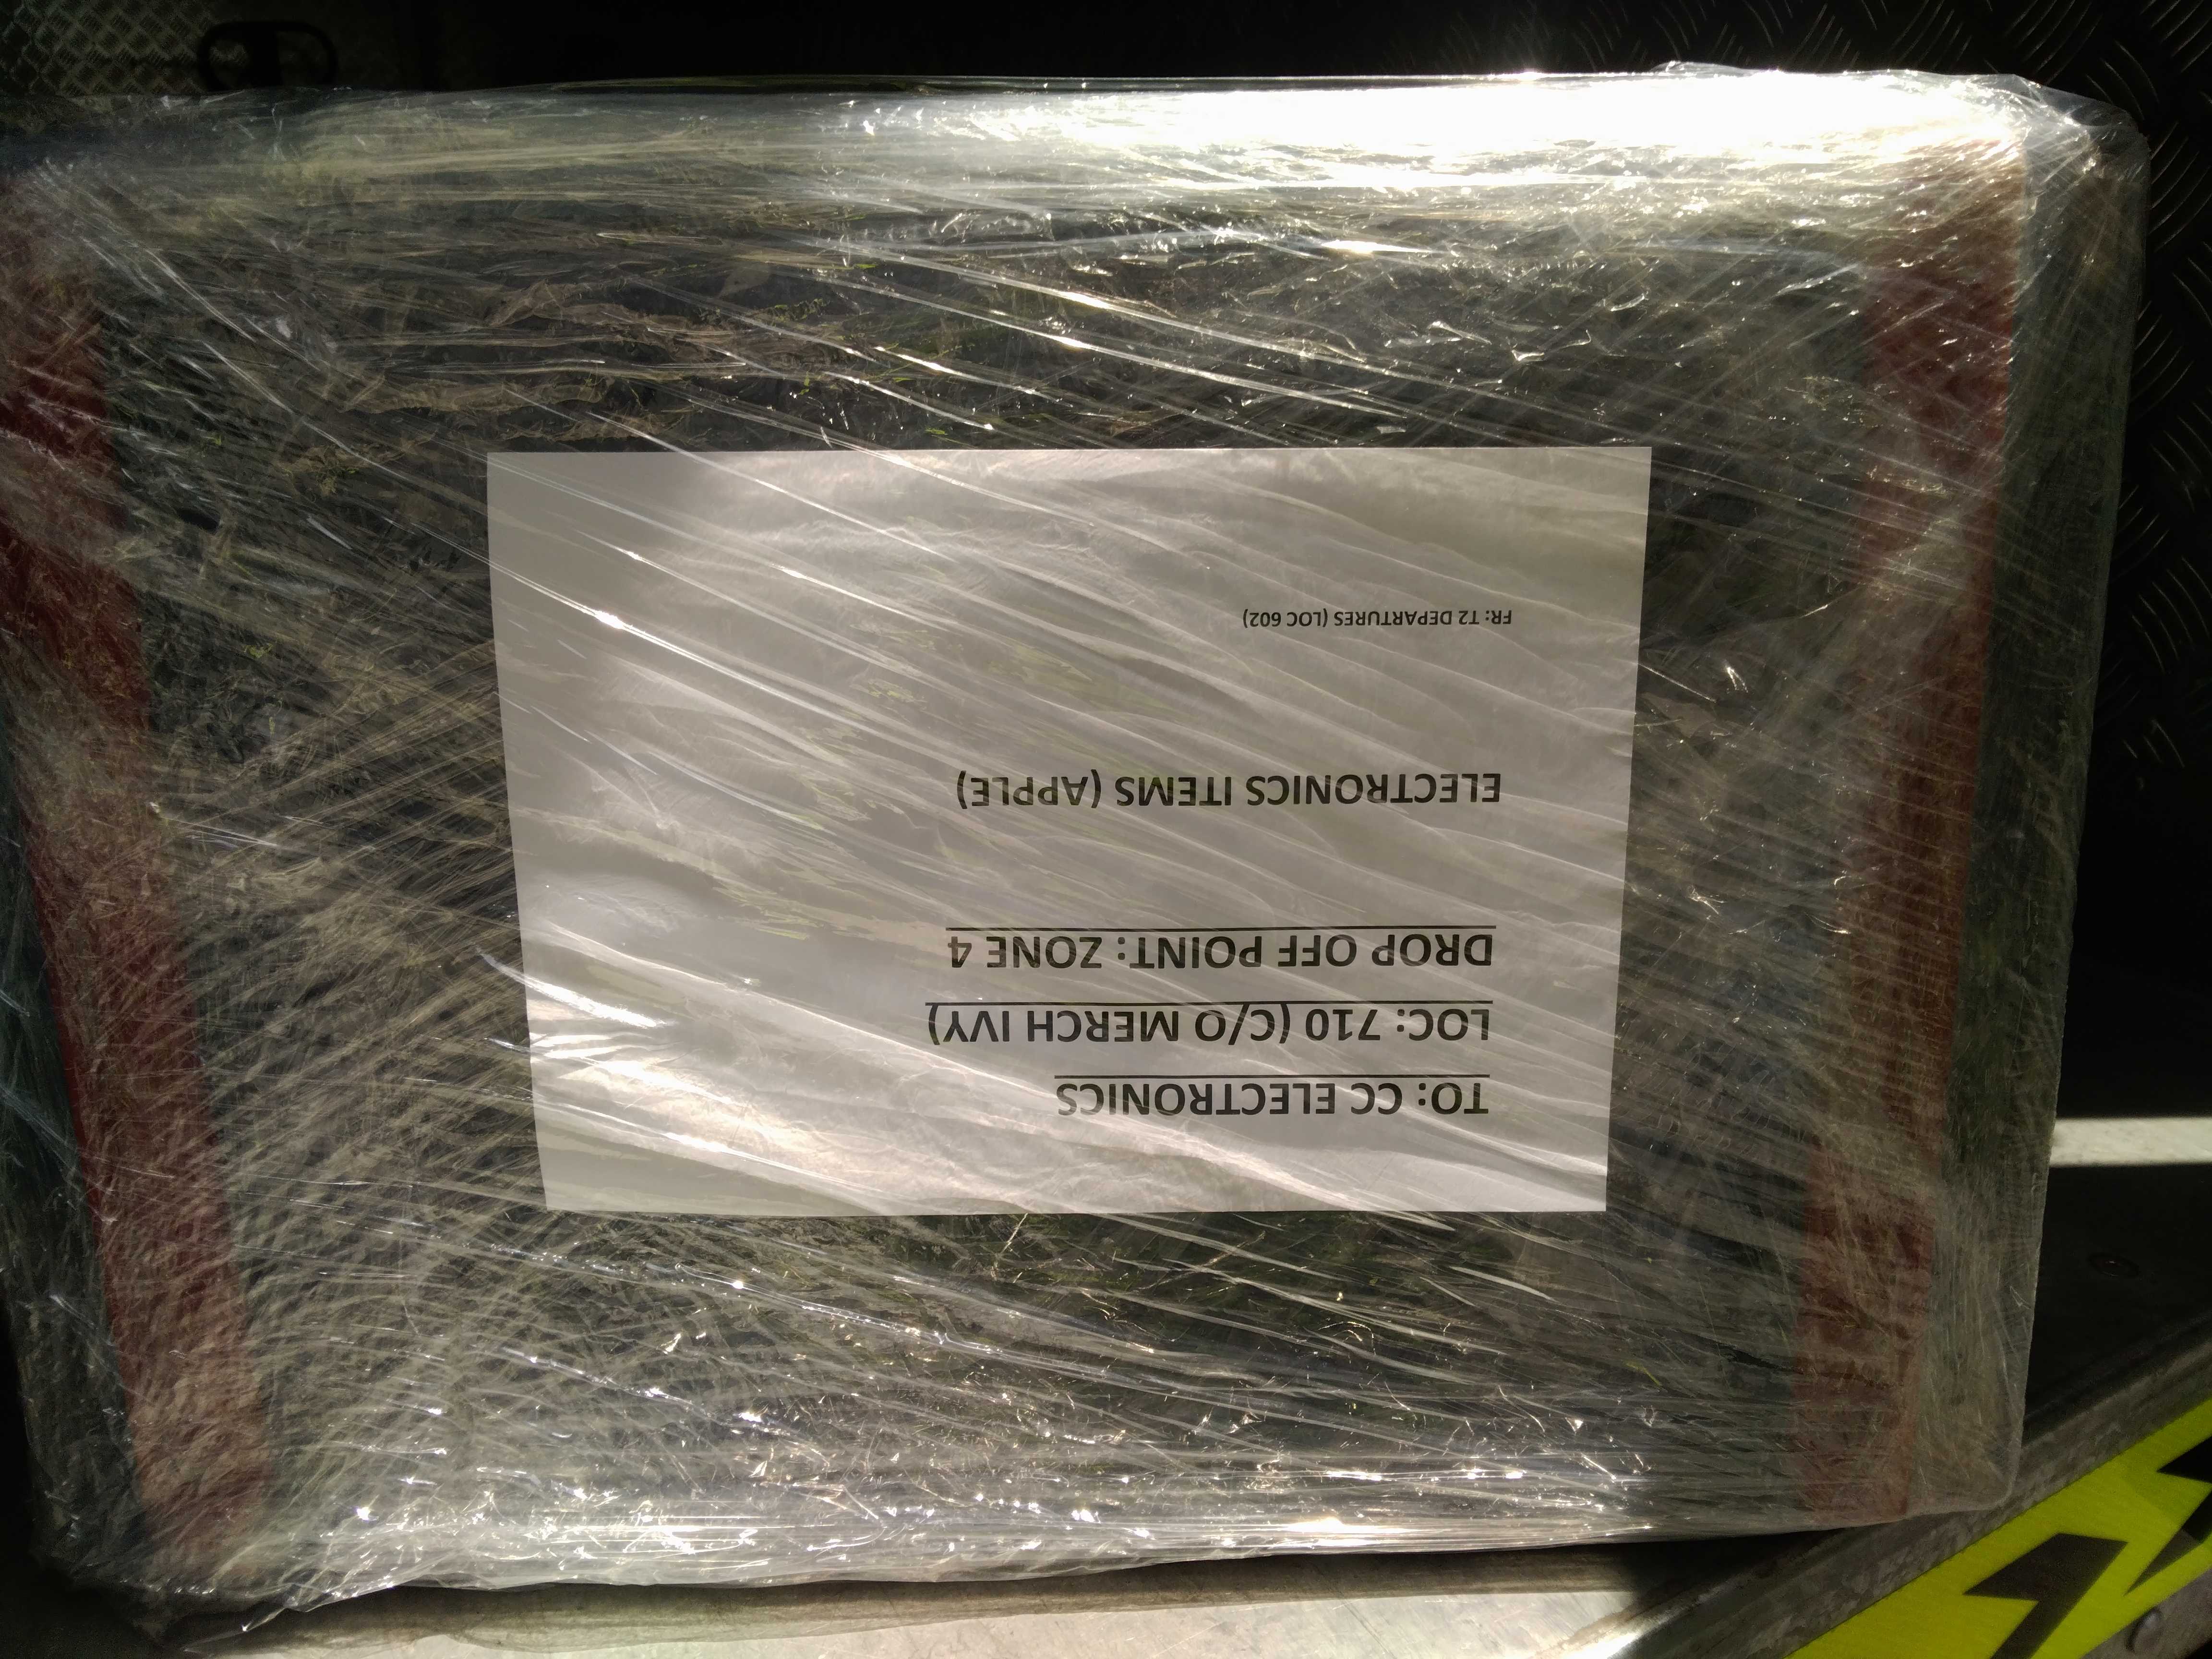 TO: CC ELECTRONICS
LOC: 710 (C/O MERCH IVY)
DROP OFF POINT: ZONE 4
ELECTRONICS ITEMS (APPLE)
FR: T2 DEPARTURES (LOC 602)